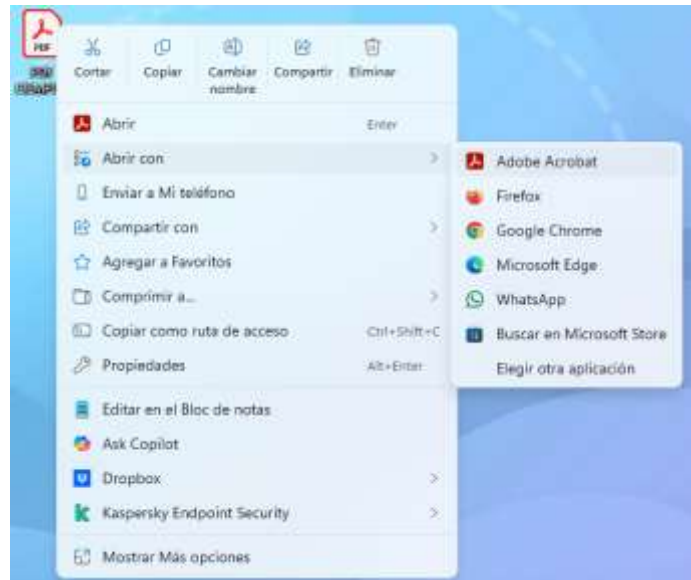 PDF
Cortar
Copiar
Cambiar
nombre
Compartir
Eliminar
Abrir
Enter
Abrir con
Enviar a Mi teléfono
Compartir con
Agregar a Favoritos
Comprimir a...
Copiar como ruta de acceso
Ctrl+Shift+C
Propiedades
Alt+Enter
Editar en el Bloc de notas
Ask Copilot
Dropbox
Kaspersky Endpoint Security
Mostrar Más opciones
Adobe Acrobat
Firefox
Google Chrome
Microsoft Edge
WhatsApp
Buscar en Microsoft Store
Elegir otra aplicación